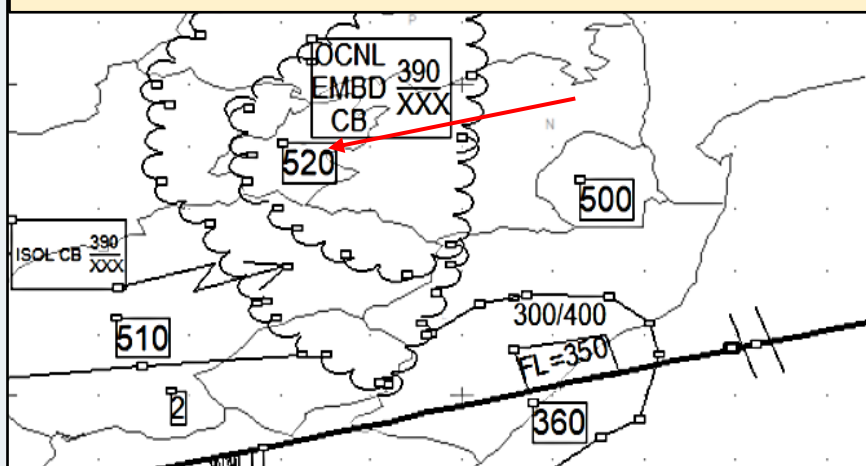 P
OCNL 390
EMBD XXX
CB
N
520
500
ISOL CB 390
XXX
510
300/400
FL=350
2
360